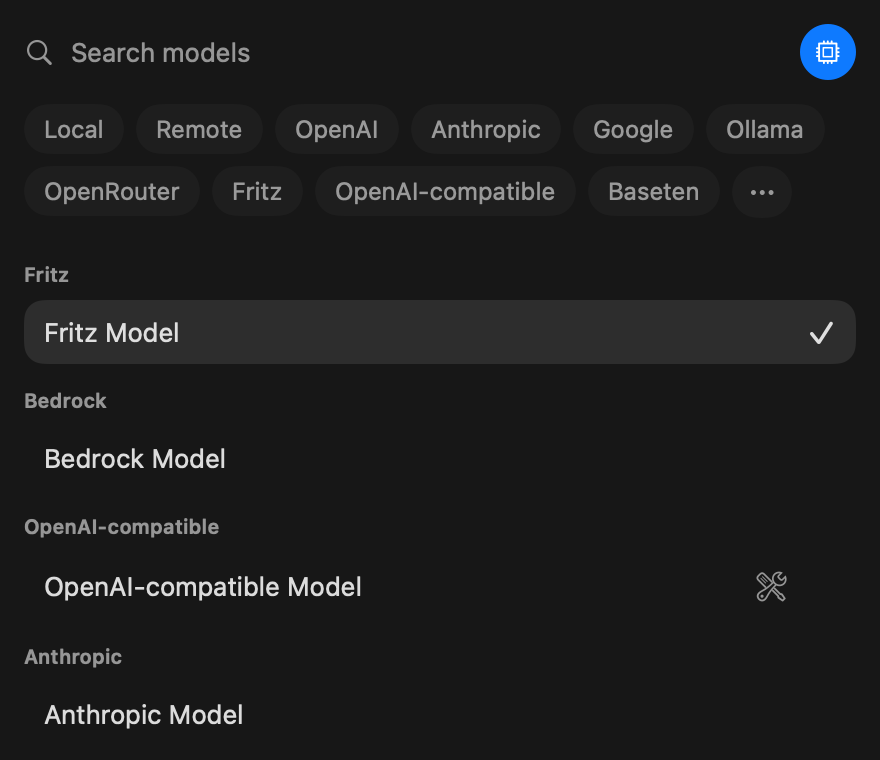 Search models
Local Remote OpenAI Anthropic Google Ollama
OpenRouter Fritz OpenAI-compatible Baseten ...
Fritz
Fritz Model
Bedrock
Bedrock Model
OpenAI-compatible
OpenAI-compatible Model
Anthropic
Anthropic Model